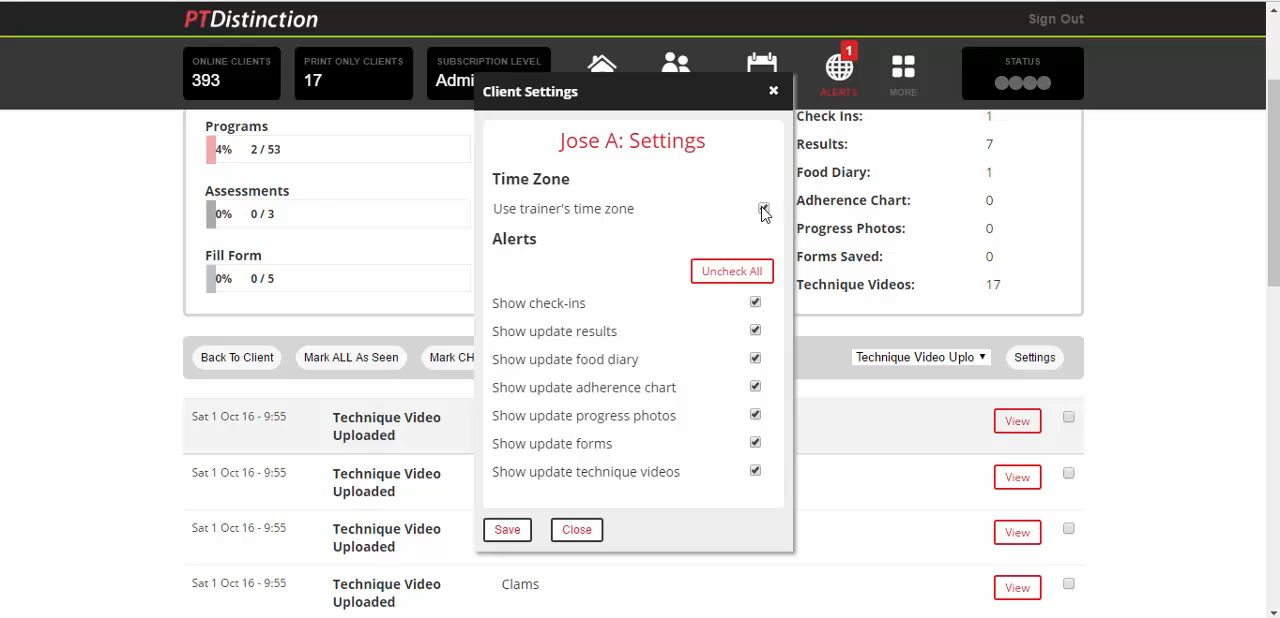 PTDistinction
Sign Out
ONLINE CLIENTS
393
PRINT ONLY CLIENTS
17
SUBSCRIPTION LEVEL
Admi
1
ALERTS
MORE
STATUS
Client Settings
Jose A: Settings
Time Zone
Use trainer's time zone
Alerts
Uncheck All
Show check-ins
Show update results
Show update food diary
Show update adherence chart
Show update progress photos
Show update forms
Show update technique videos
Save
Close
Programs
4% 2 / 53
Assessments
0% 0 / 3
Fill Form
0% 0 / 5
Check Ins: 1
Results: 7
Food Diary: 1
Adherence Chart: 0
Progress Photos: 0
Forms Saved: 0
Technique Videos: 17
Back To Client
Mark ALL As Seen
Mark CH
Technique Video Uplo
Settings
Sat 1 Oct 16 - 9:55 Technique Video View
Uploaded
Sat 1 Oct 16 - 9:55 Technique Video View
Uploaded
Sat 1 Oct 16 - 9:55 Technique Video View
Uploaded
Sat 1 Oct 16 - 9:55 Technique Video Clams View
Uploaded